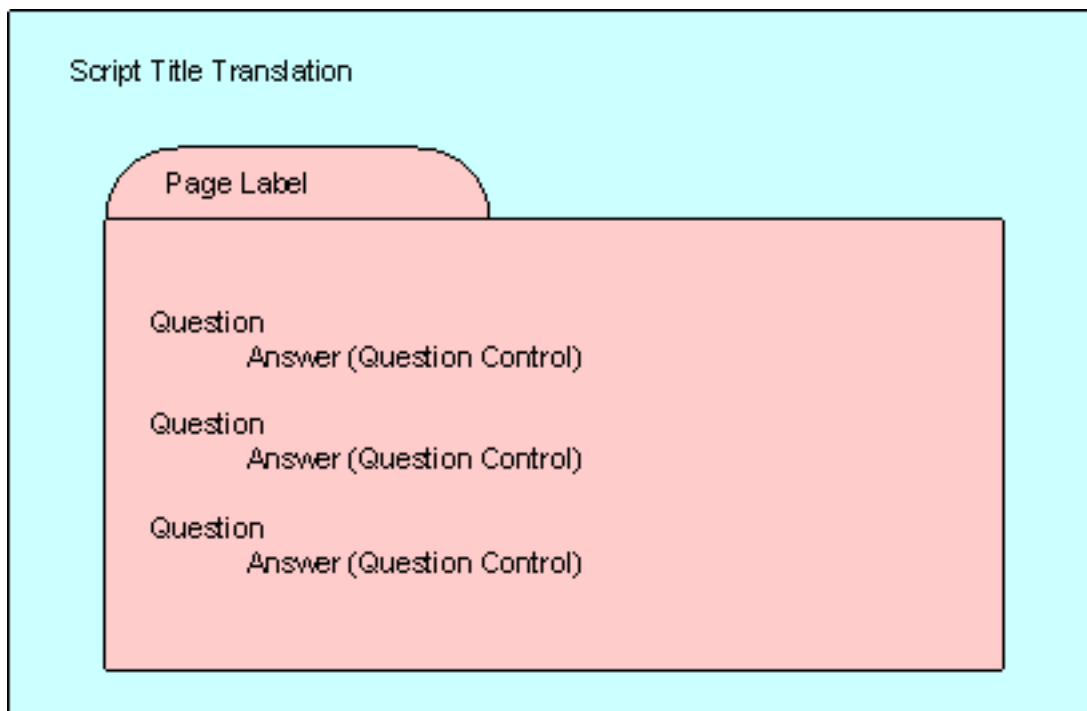 Script Title Translation
Page Label
Question
Answer (Question Control)
Question
Answer (Question Control)
Question
Answer (Question Control)